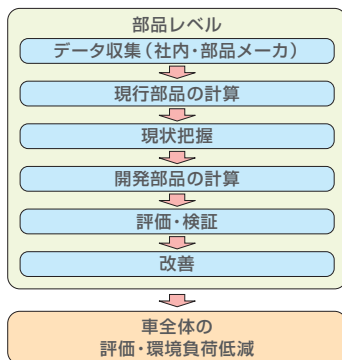 部品レベル
データ収集（社内・部品メーカ）
現行部品の計算
現状把握
開発部品の計算
評価・検証
改善
車全体の
評価・環境負荷低減